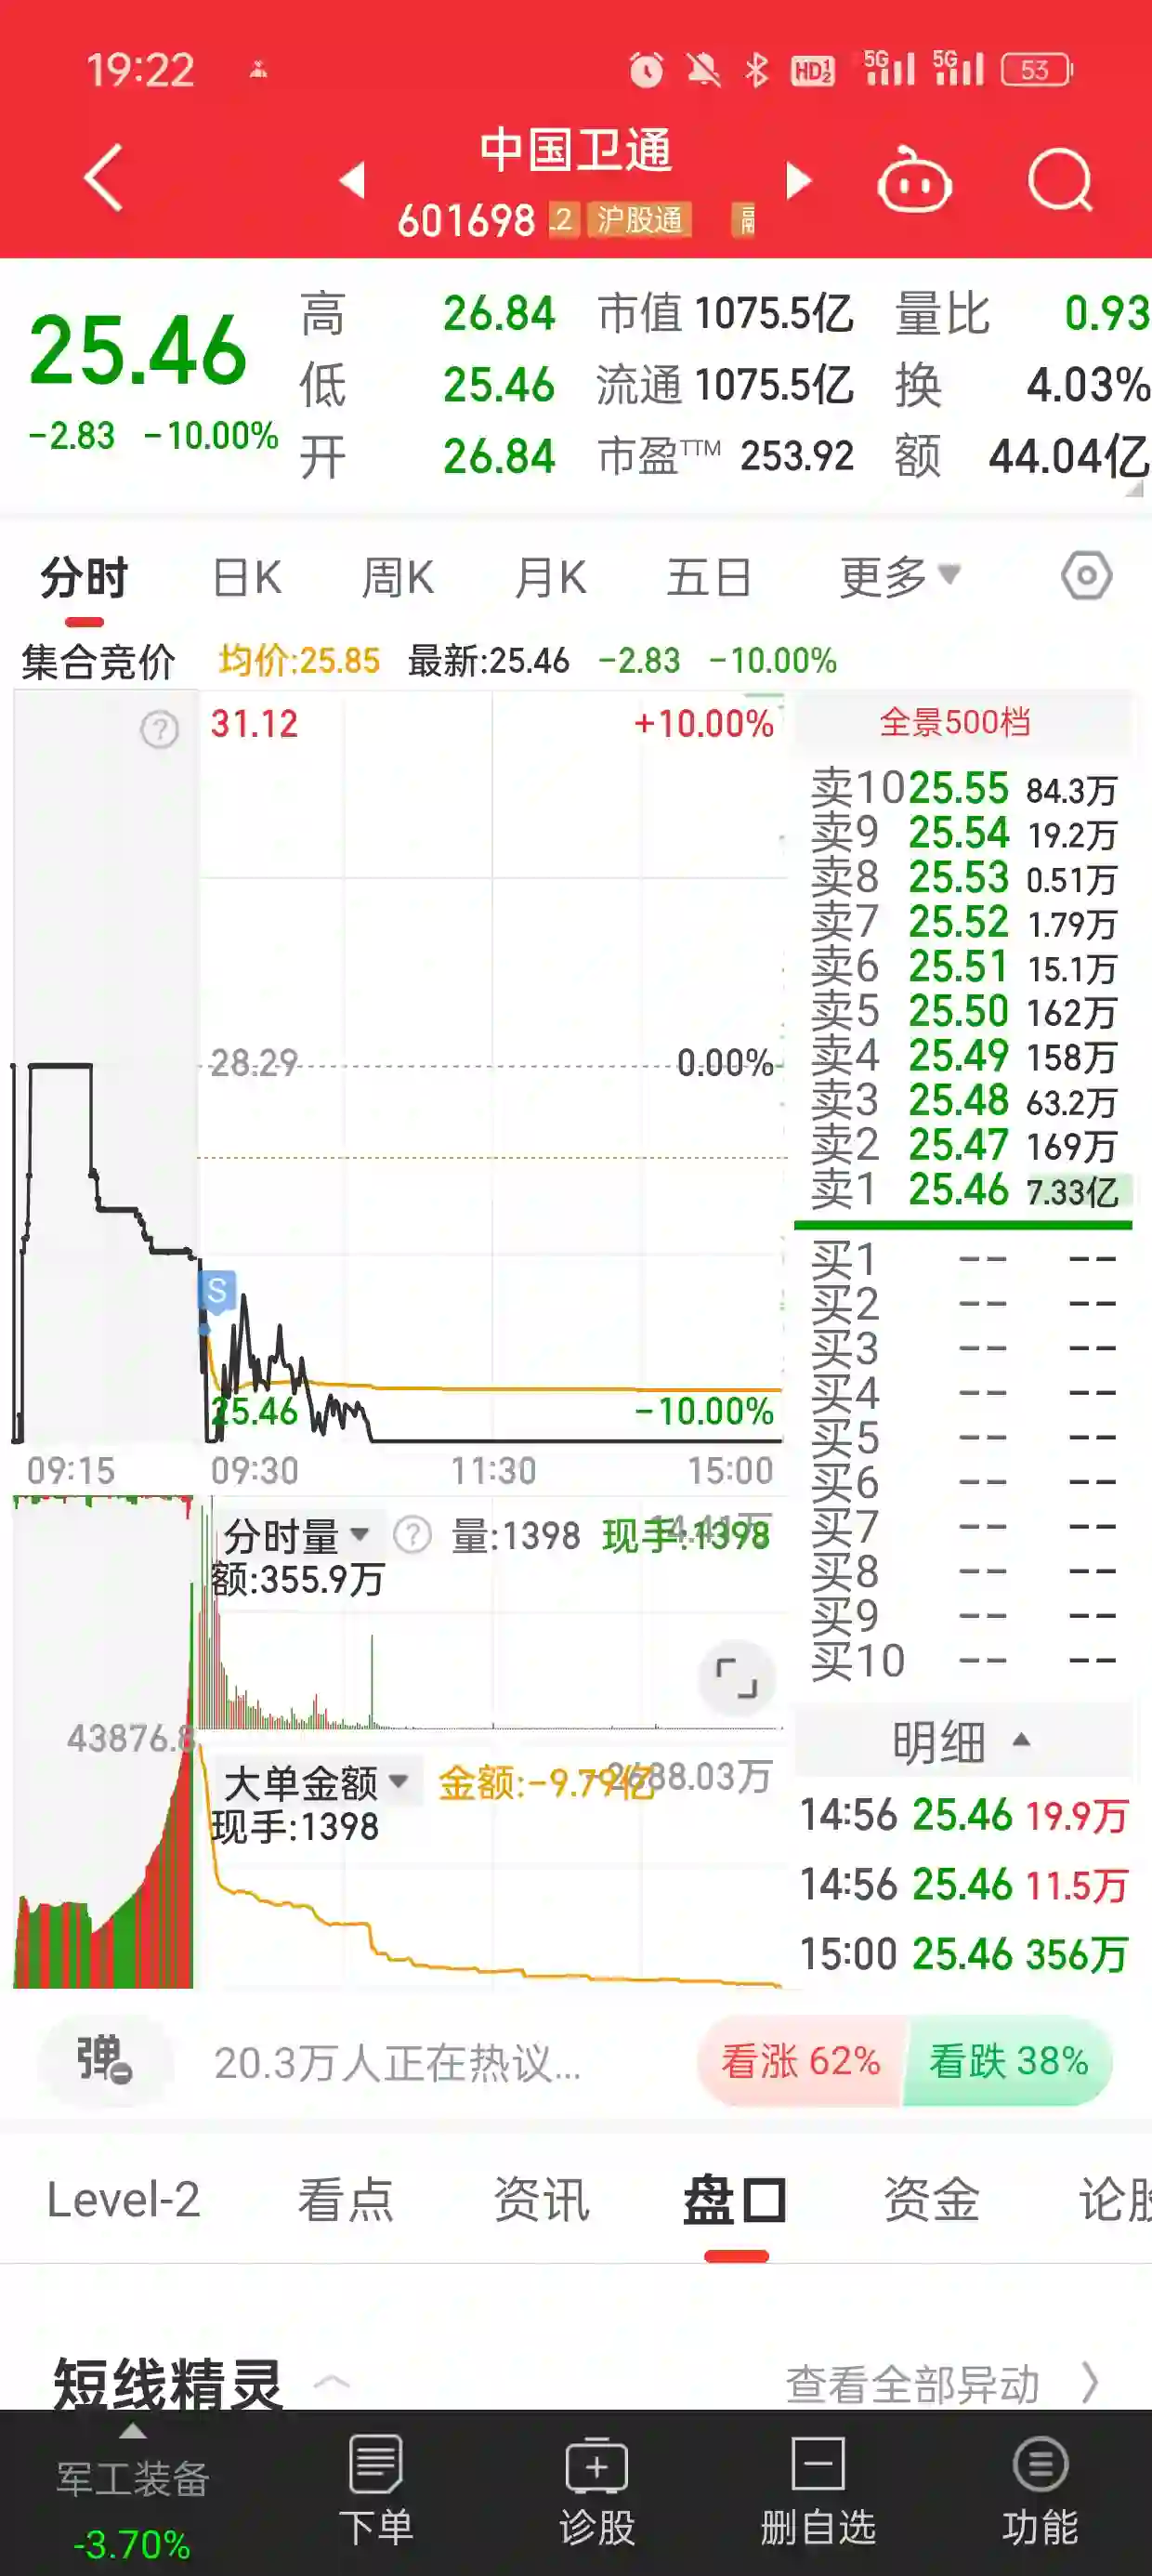 19:22 HD12 5G 5G 53
中国卫通
601698 .2 沪股通
25.46
-2.83 -10.00%
高 26.84 市值 1075.5亿 量比 0.93
低 25.46 流通 1075.5亿 换 4.03%
开 26.84 市盈TTM 253.92 额 44.04亿
分时 日K 周K 月K 五日 更多
集合竞价 均价:25.85 最新:25.46 -2.83 -10.00%
31.12 +10.00%
28.29 0.00%
S
25.46 -10.00%
09:15 09:30 11:30 15:00
分时量 ? 量:1398 现手:1398
额:355.9万
43876.8
大单金额 金额:-9.79亿
现手:1398
全景500档
卖10 25.55 84.3万
卖9 25.54 19.2万
卖8 25.53 0.51万
卖7 25.52 1.79万
卖6 25.51 15.1万
卖5 25.50 162万
卖4 25.49 158万
卖3 25.48 63.2万
卖2 25.47 169万
卖1 25.46 7.33亿
买1 -- --
买2 -- --
买3 -- --
买4 -- --
买5 -- --
买6 -- --
买7 -- --
买8 -- --
买9 -- --
买10 -- --
明细
14:56 25.46 19.9万
14:56 25.46 11.5万
15:00 25.46 356万
弹 20.3万人正在热议... 看涨 62% 看跌 38%
Level-2 看点 资讯 盘口 资金 论股
短线精灵 查看全部异动
军工装备
-3.70%
下单 诊股 删自选 功能